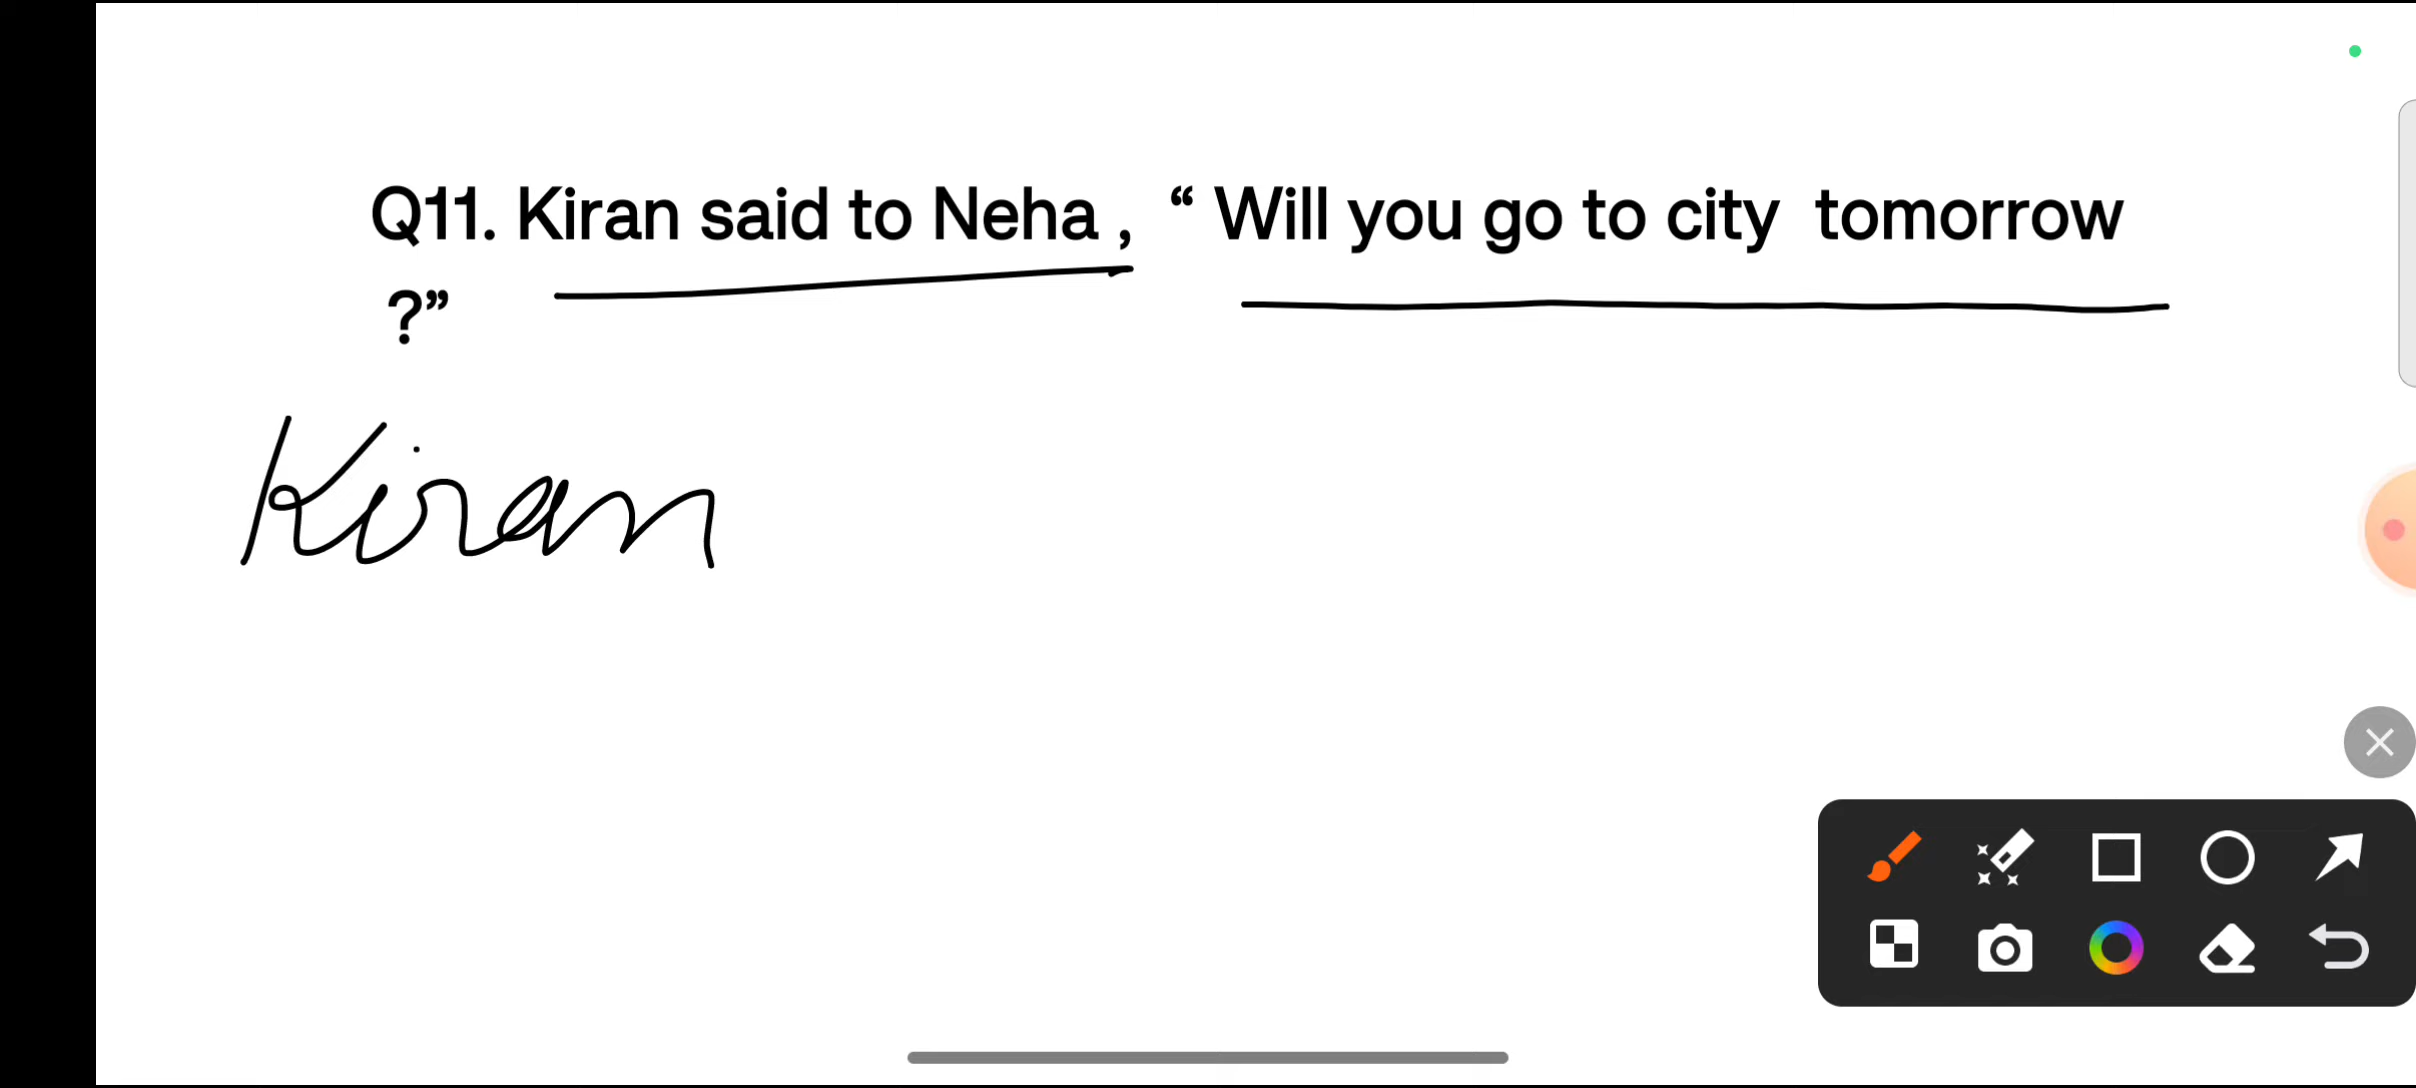 Q11. Kiran said to Neha , “ Will you go to city tomorrow
?”
Kiran